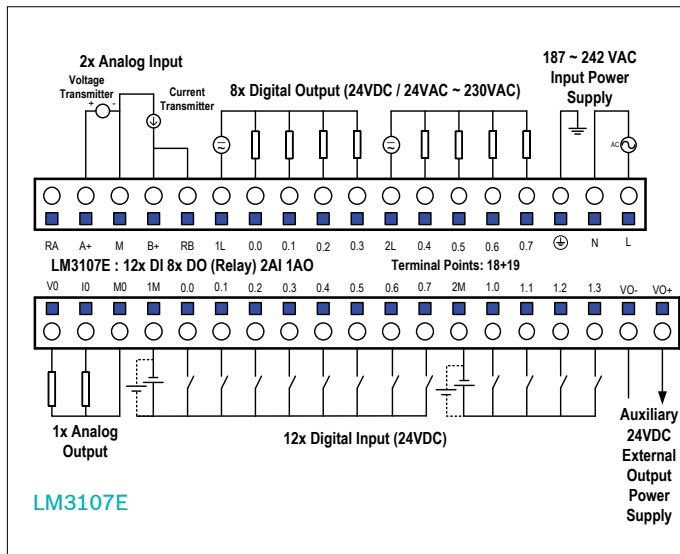 2x Analog Input
Voltage
Transmitter
+ -
Current
Transmitter
8x Digital Output (24VDC / 24VAC ~ 230VAC)
187 ~ 242 VAC
Input Power
Supply
AC
RA A+ M B+ RB 1L 0.0 0.1 0.2 0.3 2L 0.4 0.5 0.6 0.7 N L
LM3107E : 12x DI 8x DO (Relay) 2AI 1AO
Terminal Points: 18+19
V0 I0 M0 1M 0.0 0.1 0.2 0.3 0.4 0.5 0.6 0.7 2M 1.0 1.1 1.2 1.3 VO- VO+
1x Analog
Output
12x Digital Input (24VDC)
Auxiliary
24VDC
External
Output
Power
Supply
LM3107E